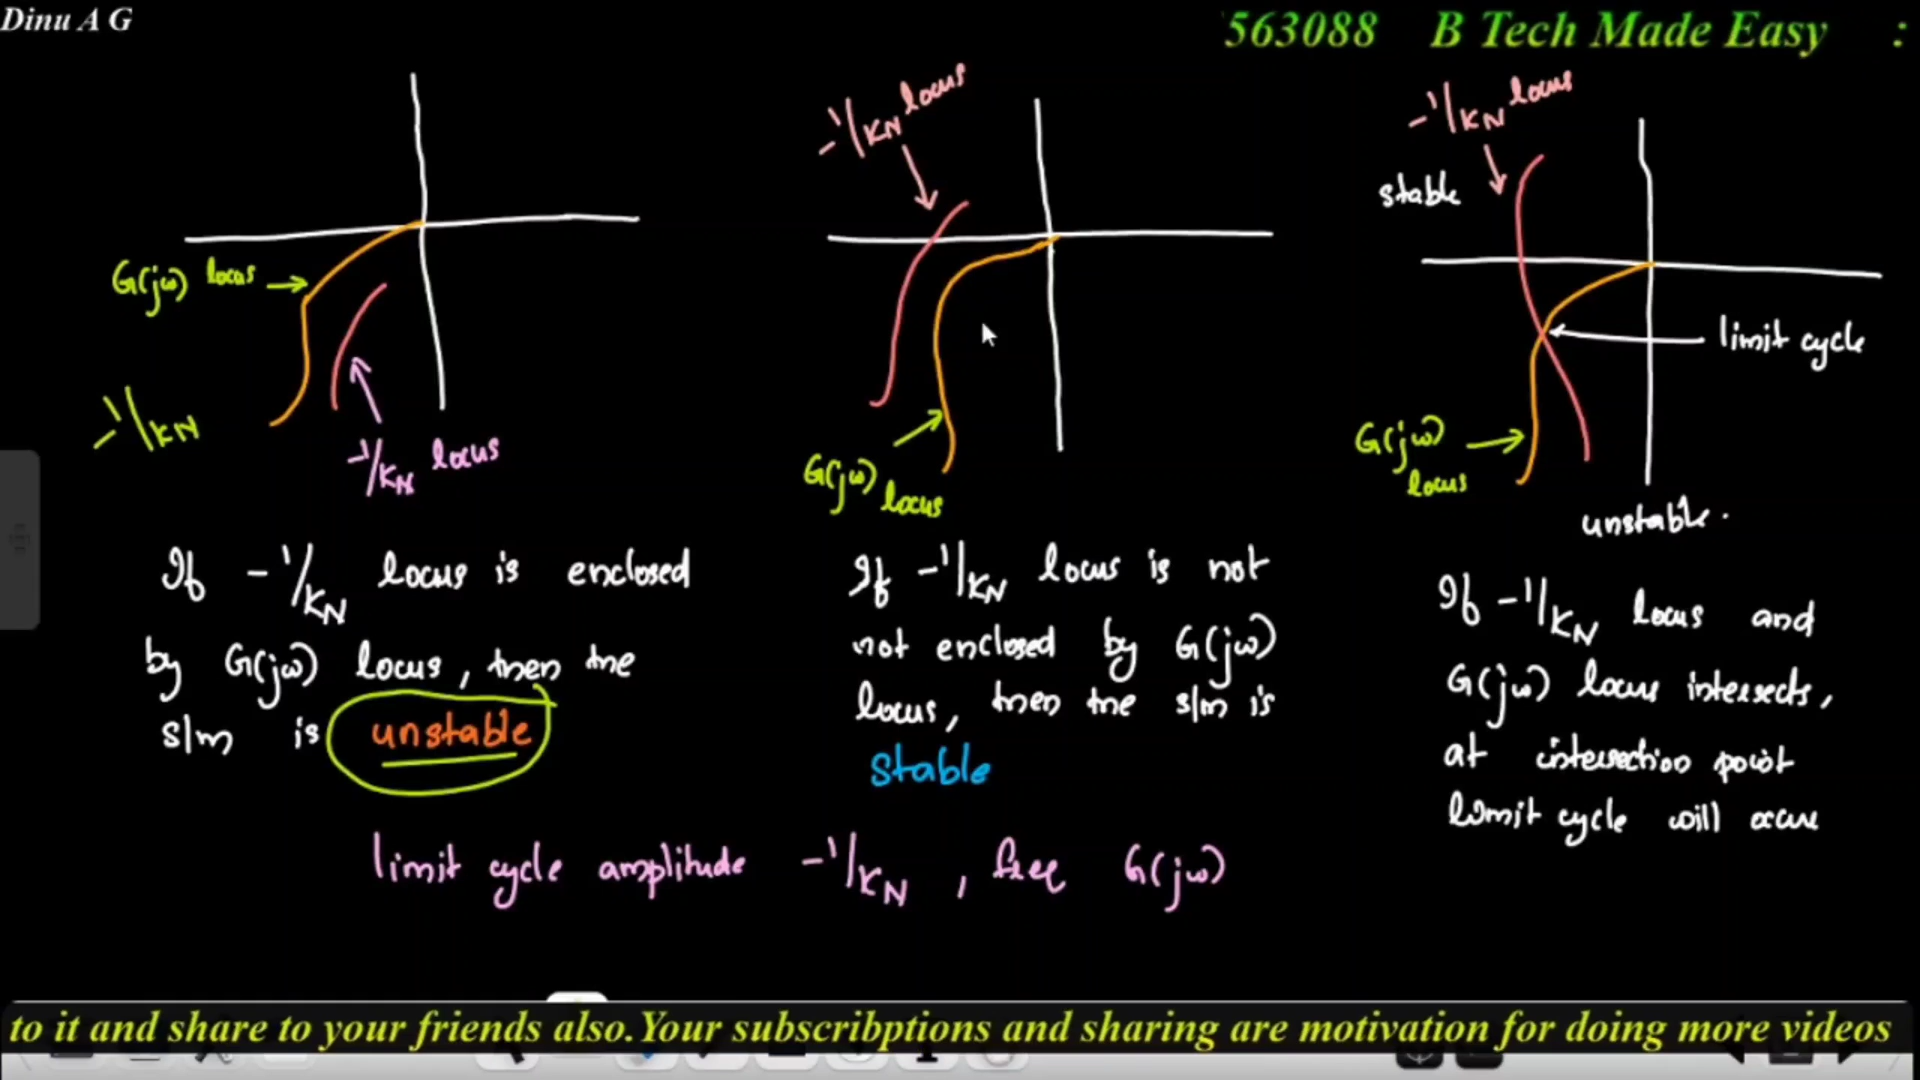 Dinu A G
563088 B Tech Made Easy :
G(jω) locus
-1/KN
-1/KN locus
If -1/KN locus is enclosed
by G(jω) locus, then the
s/m is unstable
-1/KN locus
G(jω) locus
If -1/KN locus is not
not enclosed by G(jω)
locus, then the s/m is
stable
-1/KN locus
stable
limit cycle
G(jω)
locus
unstable.
If -1/KN locus and
G(jω) locus intersects,
at intersection point
limit cycle will occur
limit cycle amplitude -1/KN, freq G(jω)
to it and share to your friends also.Your subscribptions and sharing are motivation for doing more videos